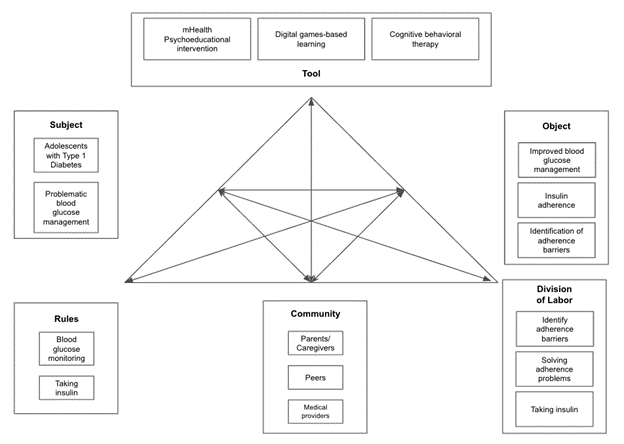 mHealth
Psychoeducational
intervention
Digital games-based
learning
Cognitive behavioral
therapy
Tool
Subject
Adolescents
with Type 1
Diabetes
Problematic
blood
glucose
management
Object
Improved blood
glucose
management
Insulin
adherence
Identification of
adherence
barriers
Rules
Blood
glucose
monitoring
Taking
insulin
Community
Parents/
Caregivers
Peers
Medical
providers
Division
of Labor
Identify
adherence
barriers
Solving
adherence
problems
Taking insulin